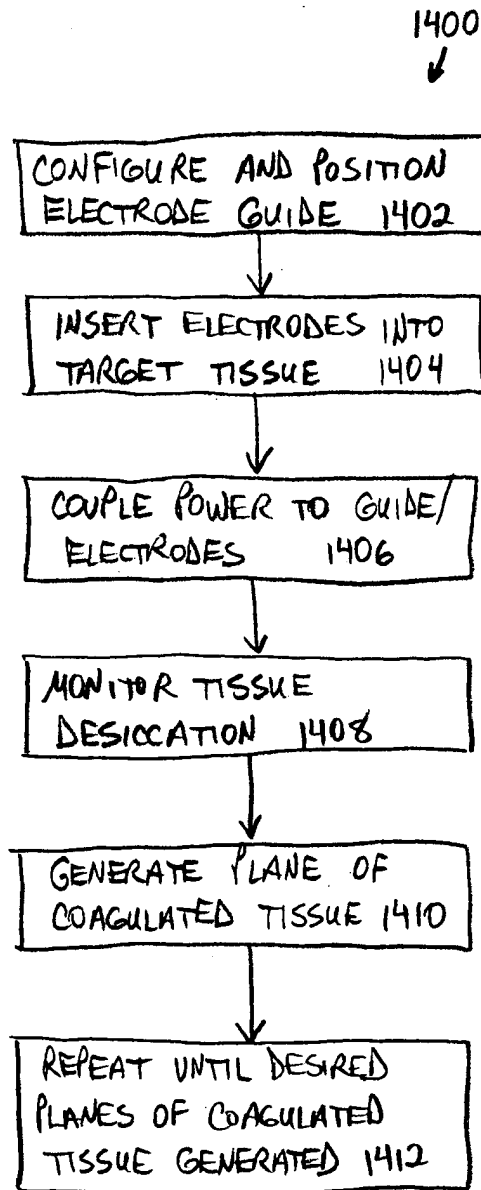 1400
CONFIGURE AND POSITION
ELECTRODE GUIDE 1402
INSERT ELECTRODES INTO
TARGET TISSUE 1404
COUPLE POWER TO GUIDE/
ELECTRODES 1406
MONITOR TISSUE
DESICCATION 1408
GENERATE PLANE OF
COAGULATED TISSUE 1410
REPEAT UNTIL DESIRED
PLANES OF COAGULATED
TISSUE GENERATED 1412